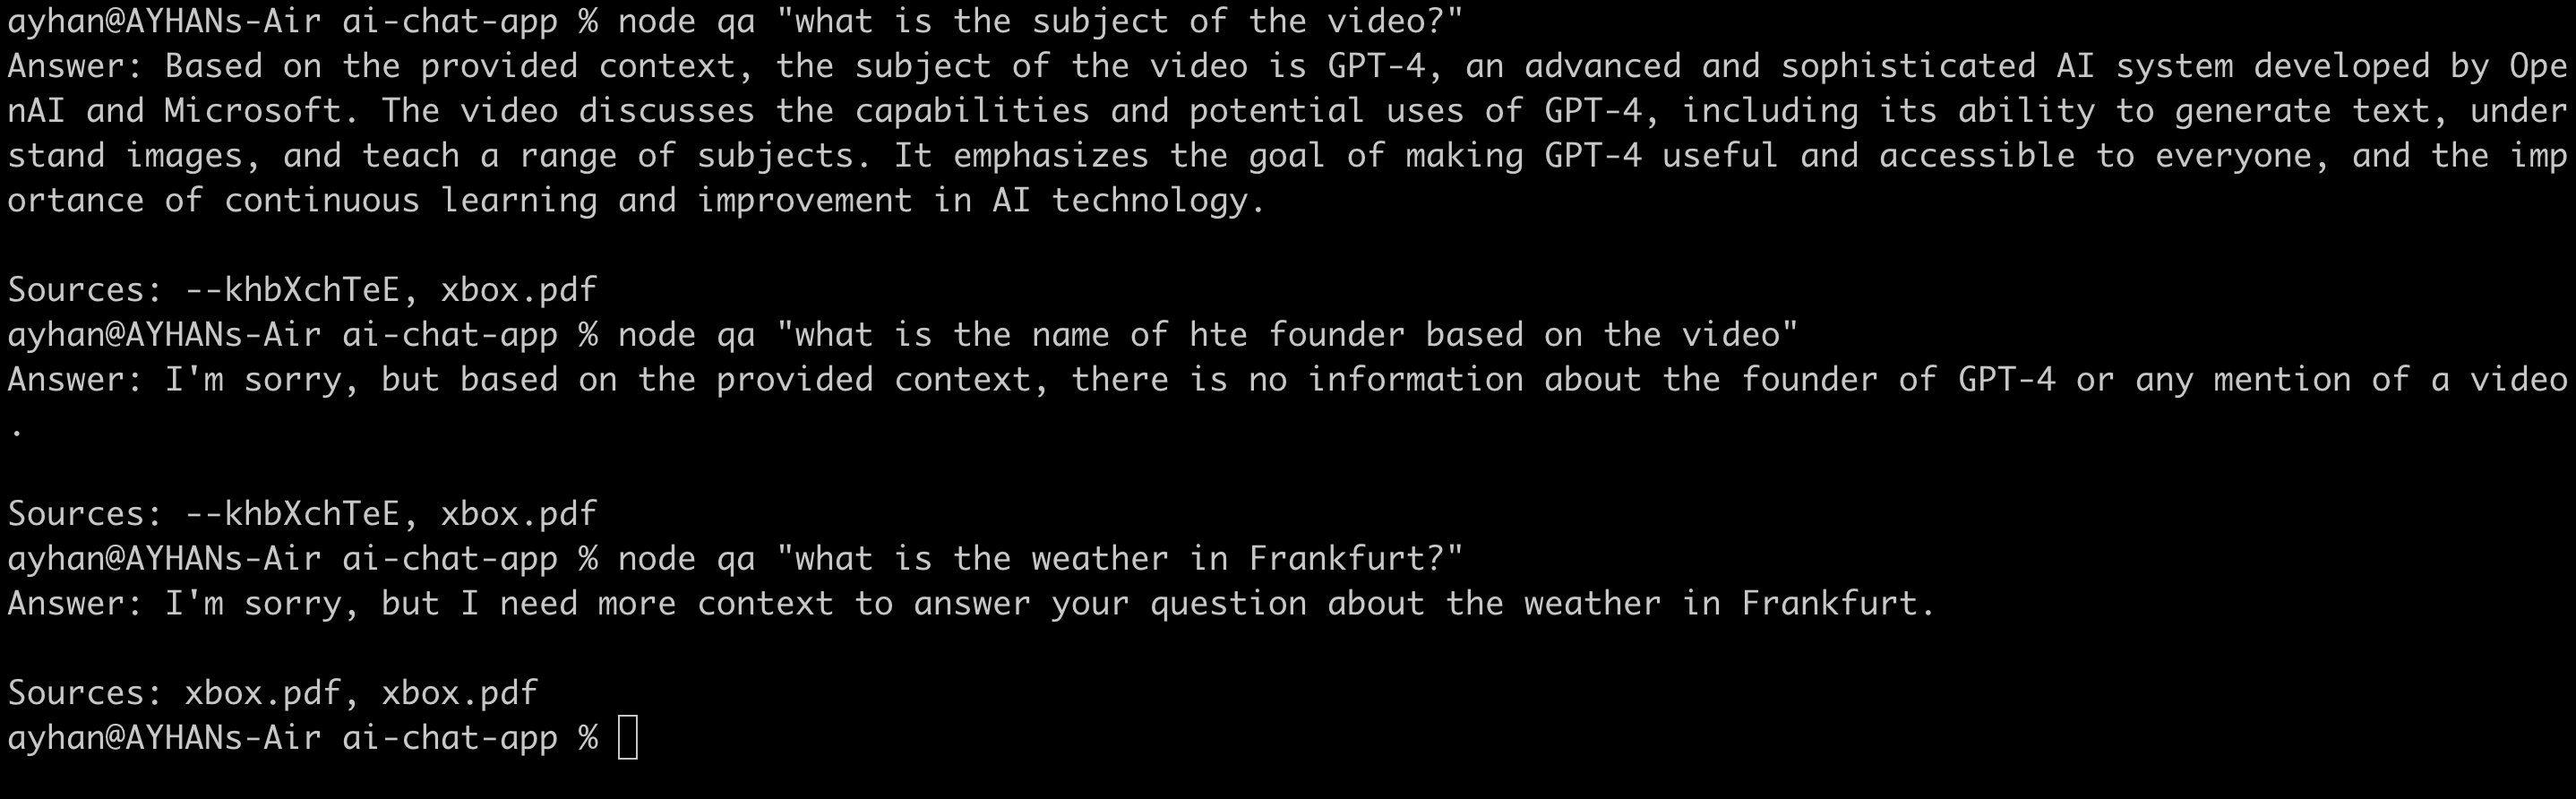 ayhan@AYHANs-Air ai-chat-app % node qa "what is the subject of the video?"
Answer: Based on the provided context, the subject of the video is GPT-4, an advanced and sophisticated AI system developed by Ope
nAI and Microsoft. The video discusses the capabilities and potential uses of GPT-4, including its ability to generate text, under
stand images, and teach a range of subjects. It emphasizes the goal of making GPT-4 useful and accessible to everyone, and the imp
ortance of continuous learning and improvement in AI technology.
Sources: --khbXchTeE, xbox.pdf
ayhan@AYHANs-Air ai-chat-app % node qa "what is the name of hte founder based on the video"
Answer: I'm sorry, but based on the provided context, there is no information about the founder of GPT-4 or any mention of a video
.
Sources: --khbXchTeE, xbox.pdf
ayhan@AYHANs-Air ai-chat-app % node qa "what is the weather in Frankfurt?"
Answer: I'm sorry, but I need more context to answer your question about the weather in Frankfurt.
Sources: xbox.pdf, xbox.pdf
ayhan@AYHANs-Air ai-chat-app %